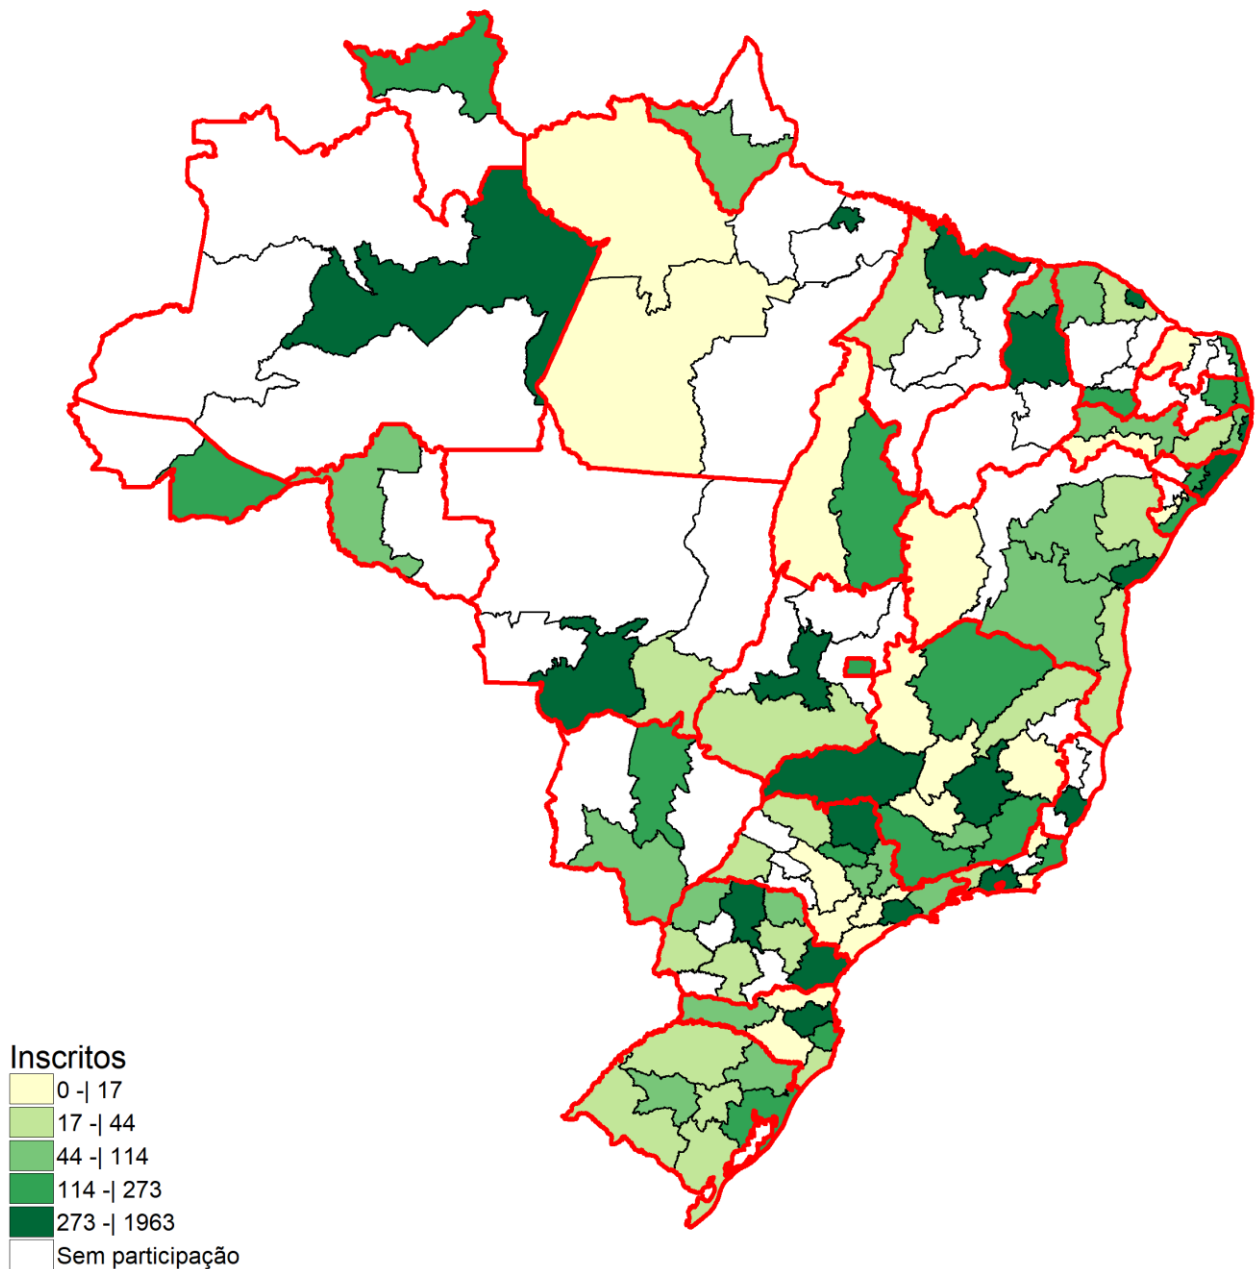 Inscritos
0 -| 17
17 -| 44
44 -| 114
114 -| 273
273 -| 1963
Sem participação